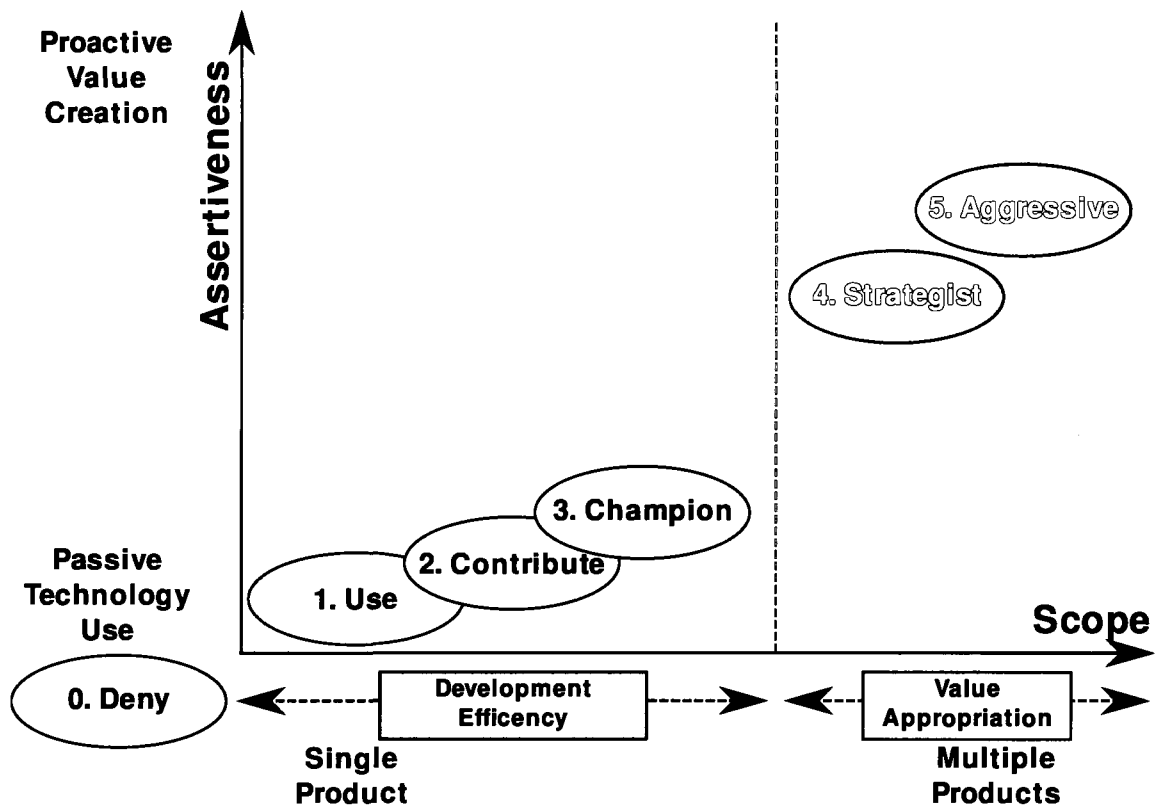 Proactive
Value
Creation
Assertiveness
5. Aggressive
4. Strategist
3. Champion
2. Contribute
1. Use
Passive
Technology
Use
Scope
0. Deny
Development
Efficency
Value
Appropriation
Single
Product
Multiple
Products